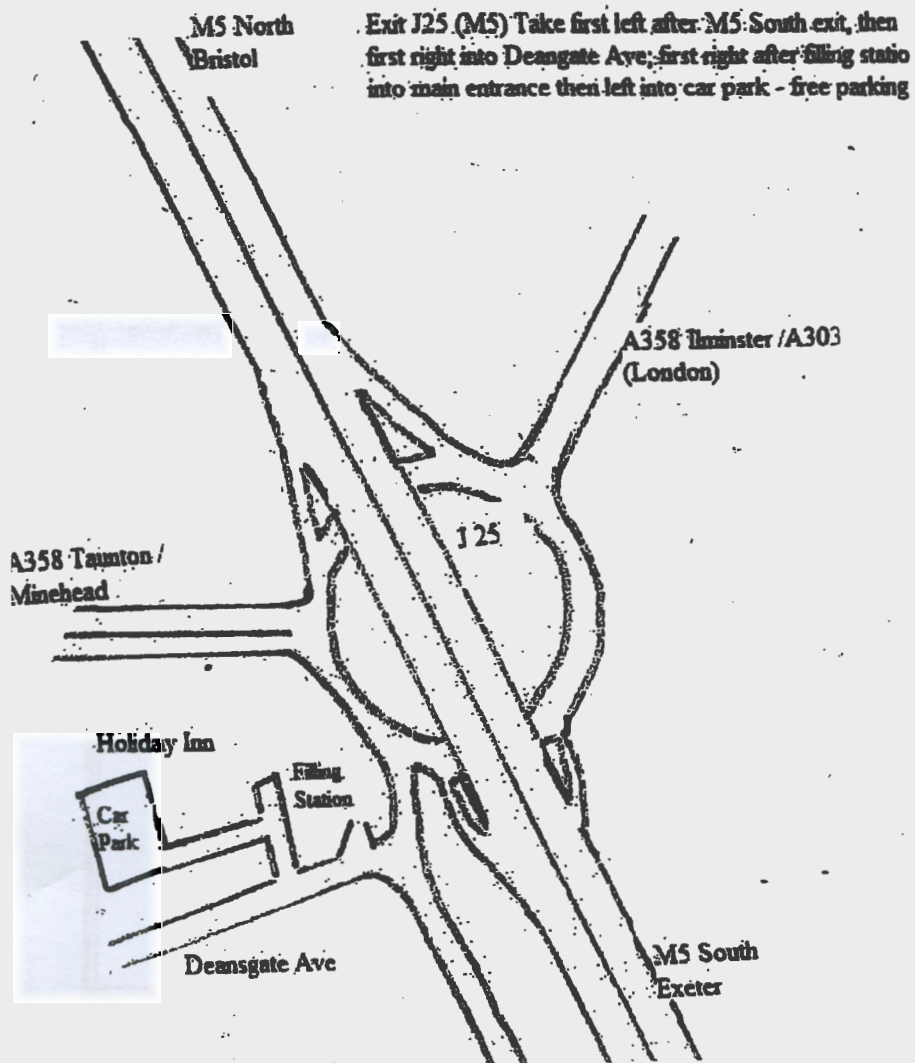 M5 North
Bristol
Exit J25 (M5) Take first left after M5 South exit, then
first right into Deangate Ave; first right after filling statio
into main entrance then left into car park - free parking
A358 Ilminster /A303
(London)
J 25
A358 Taunton /
Minehead
Holiday Inn
Filling
Station
Car
Park
Deansgate Ave
M5 South
Exeter